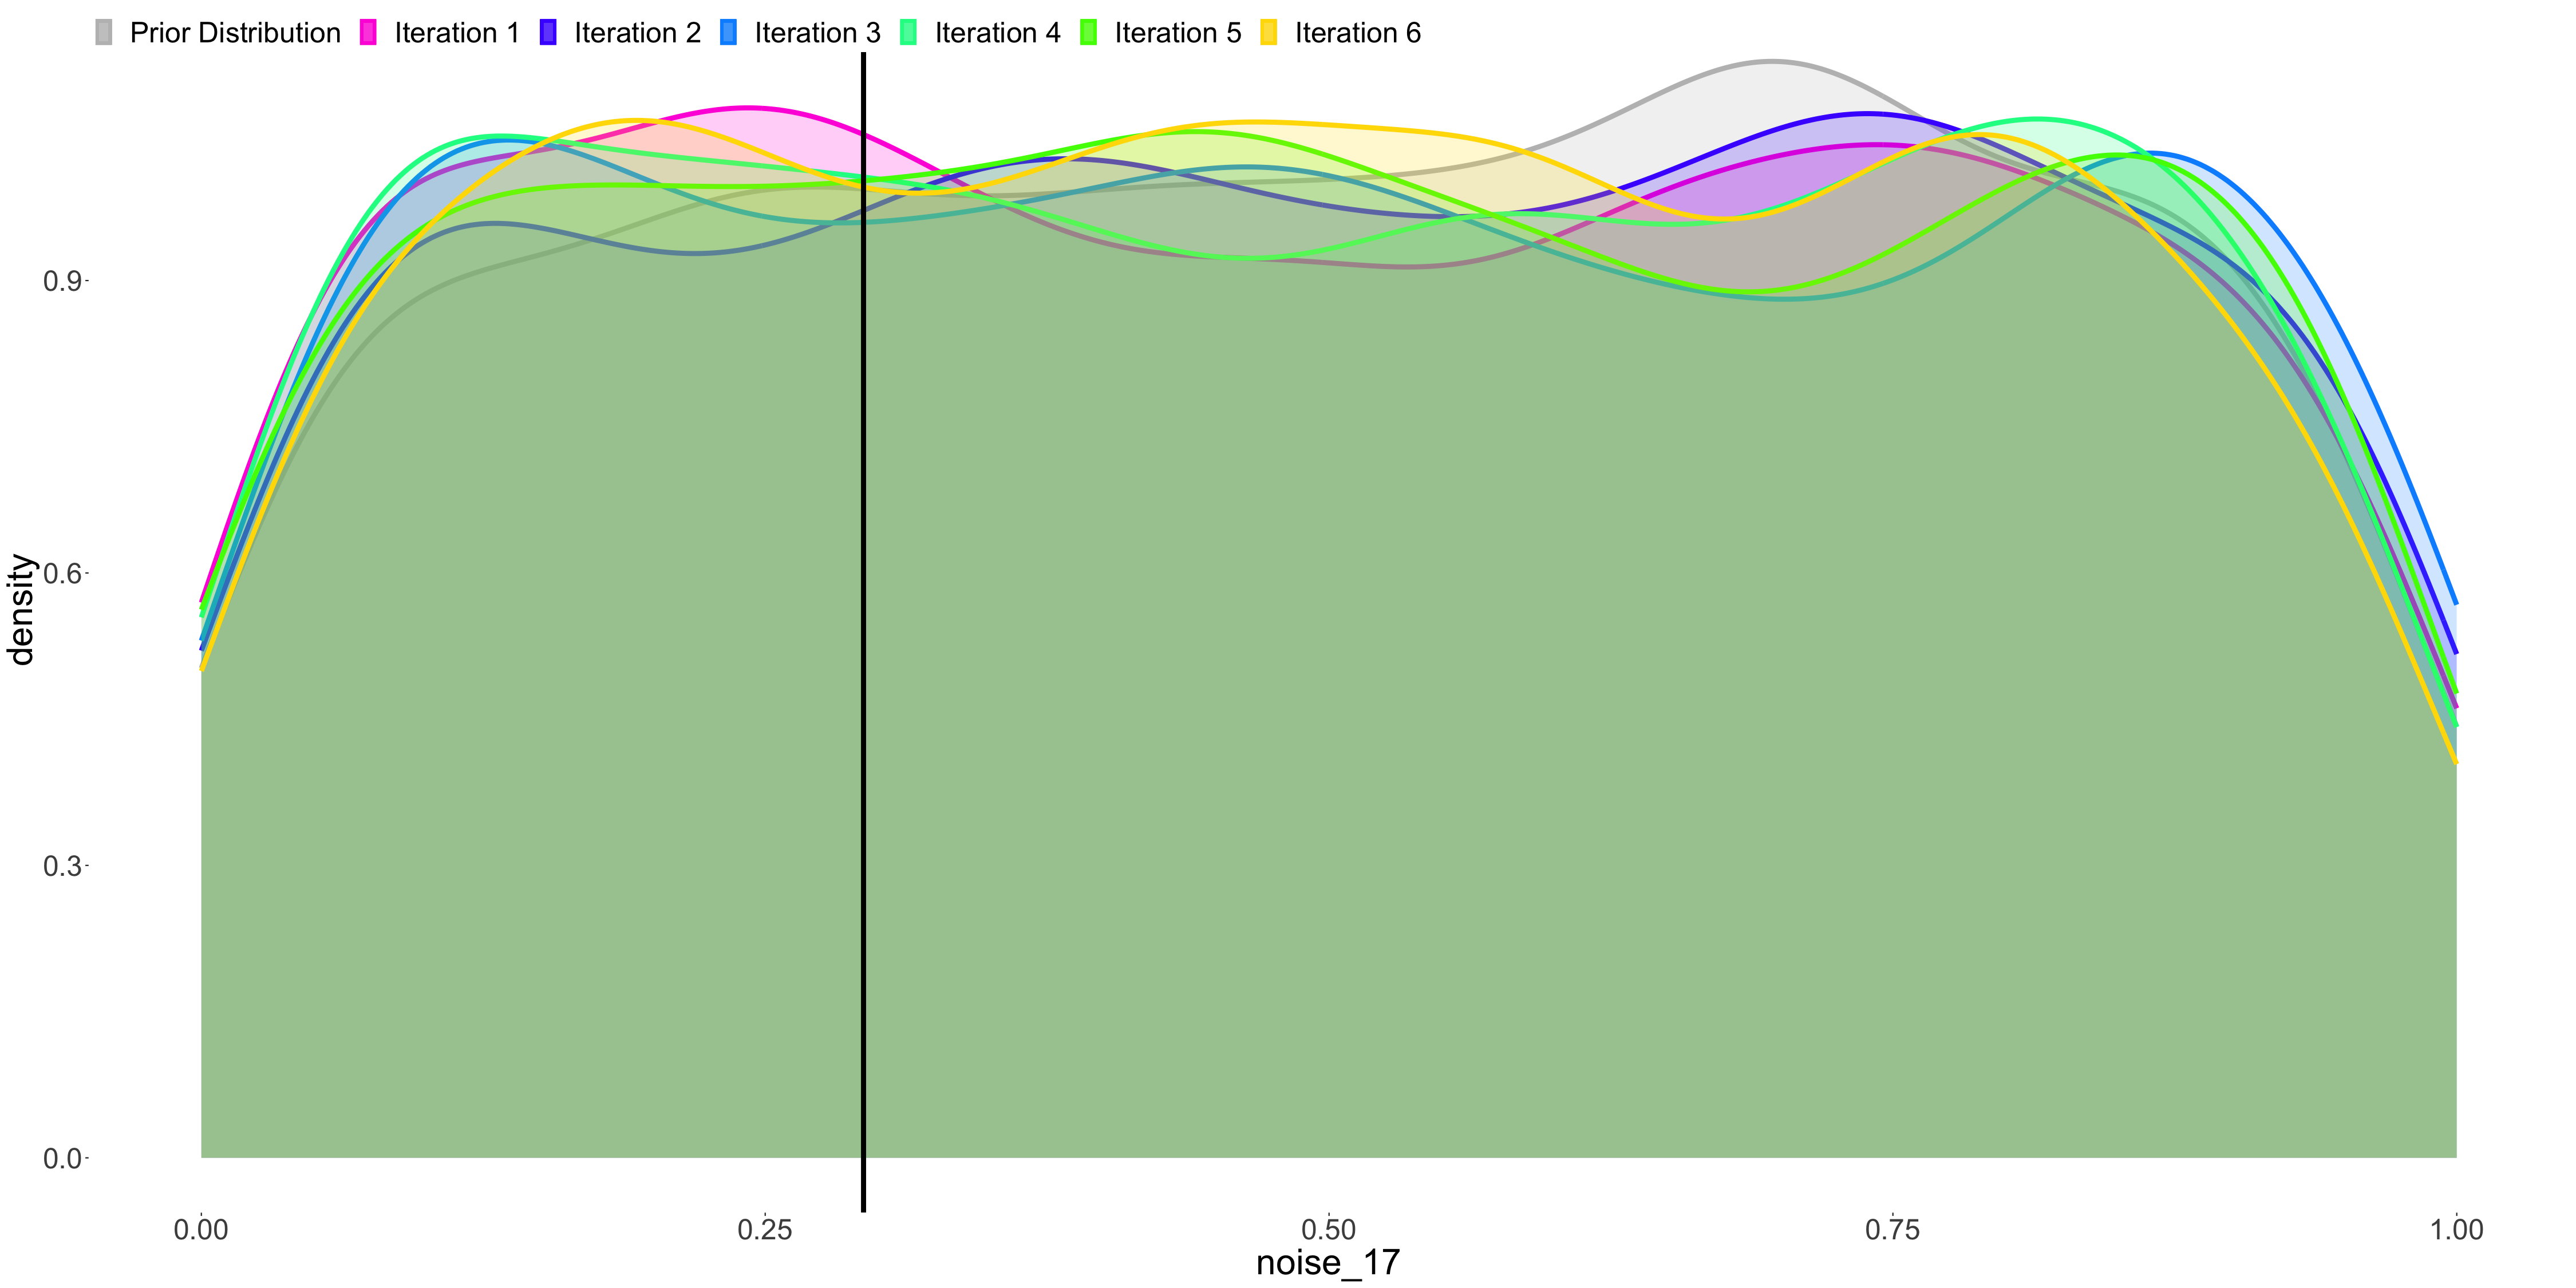 Prior Distribution Iteration 1 Iteration 2 Iteration 3 Iteration 4 Iteration 5 Iteration 6
0.9
0.6
0.3
0.0
density
0.00 0.25 0.50 0.75 1.00
noise_17